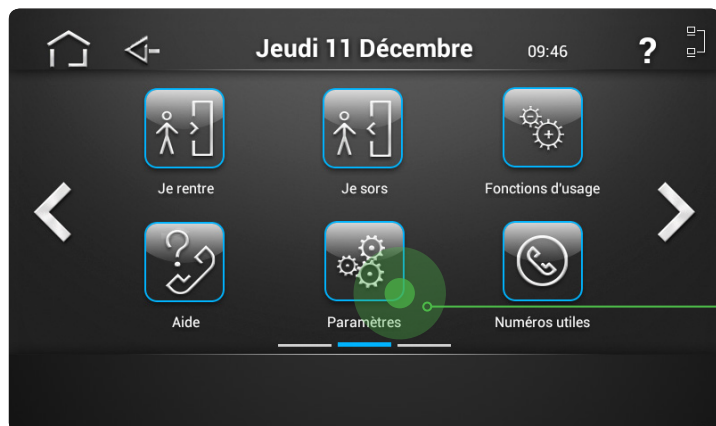 Jeudi 11 Décembre 09:46 ?
Je rentre Je sors Fonctions d'usage
Aide Paramètres Numéros utiles